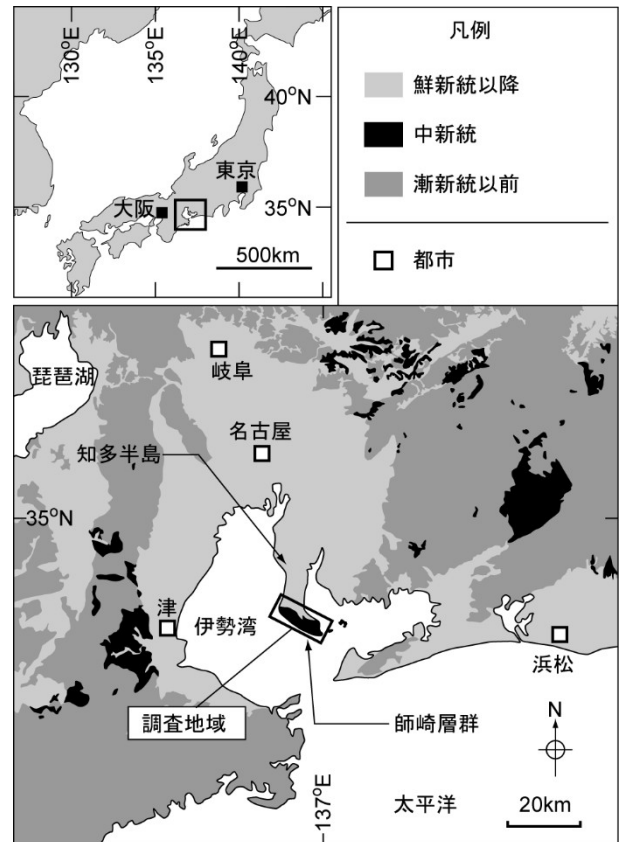 130°E
135°E
140°E
40°N
35°N
東京
大阪
500km
凡例
鮮新統以降
中新統
漸新統以前
都市
琵琶湖
岐阜
名古屋
知多半島
35°N
津
伊勢湾
浜松
調査地域
師崎層群
N
137°E
太平洋
20km